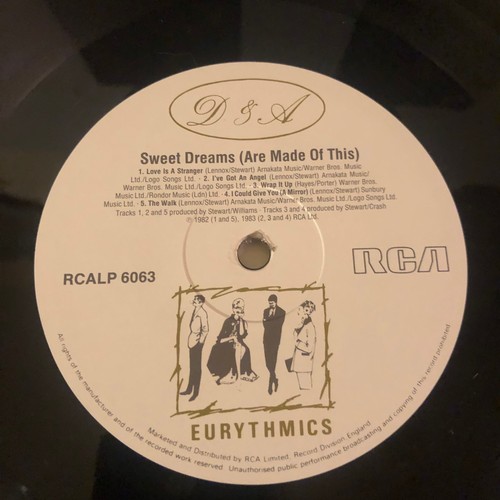 D & A
Sweet Dreams (Are Made Of This)
1. Love Is A Stranger (Lennox/Stewart) Arnakata Music/Warner Bros. Music
Ltd./Logo Songs Ltd. · 2. I've Got An Angel (Lennox/Stewart) Arnakata Music/
Warner Bros. Music Ltd./Logo Songs Ltd. · 3. Wrap It Up (Hayes/Porter) Warner Bros.
Music Ltd./Rondor Music (Ldn) Ltd. · 4. I Could Give You (A Mirror) (Lennox/Stewart) Sunbury
Music Ltd. · 5. The Walk (Lennox/Stewart) Arnakata Music/Warner Bros. Music Ltd./Logo Songs Ltd.
Tracks 1, 2 and 5 produced by Stewart/Williams · Tracks 3 and 4 produced by Stewart/Crash
℗ 1982 (1 and 5). 1983 (2, 3 and 4) RCA Ltd.
RCALP 6063
RCA
EURYTHMICS
Marketed and Distributed by RCA Limited. Record Division, England.
All rights of the manufacturer and of the owner of the recorded work reserved. Unauthorised public performance broadcasting and copying of this record prohibited.